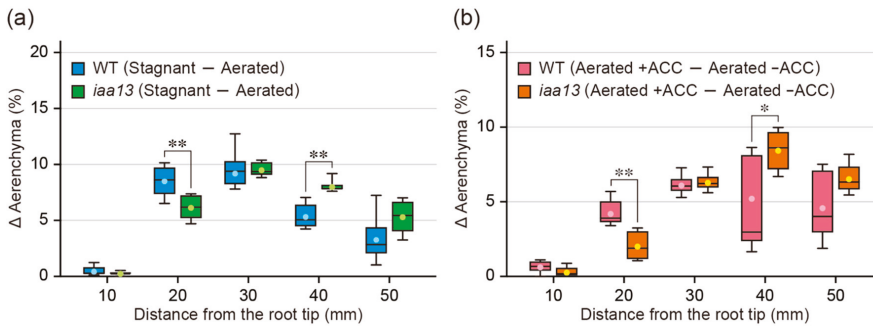 (a)
20
15
10
5
0
Δ Aerenchyma (%)
WT (Stagnant − Aerated)
iaa13 (Stagnant − Aerated)
**
**
10 20 30 40 50
Distance from the root tip (mm)
(b)
15
10
5
0
Δ Aerenchyma (%)
WT (Aerated +ACC − Aerated −ACC)
iaa13 (Aerated +ACC − Aerated −ACC)
**
*
10 20 30 40 50
Distance from the root tip (mm)